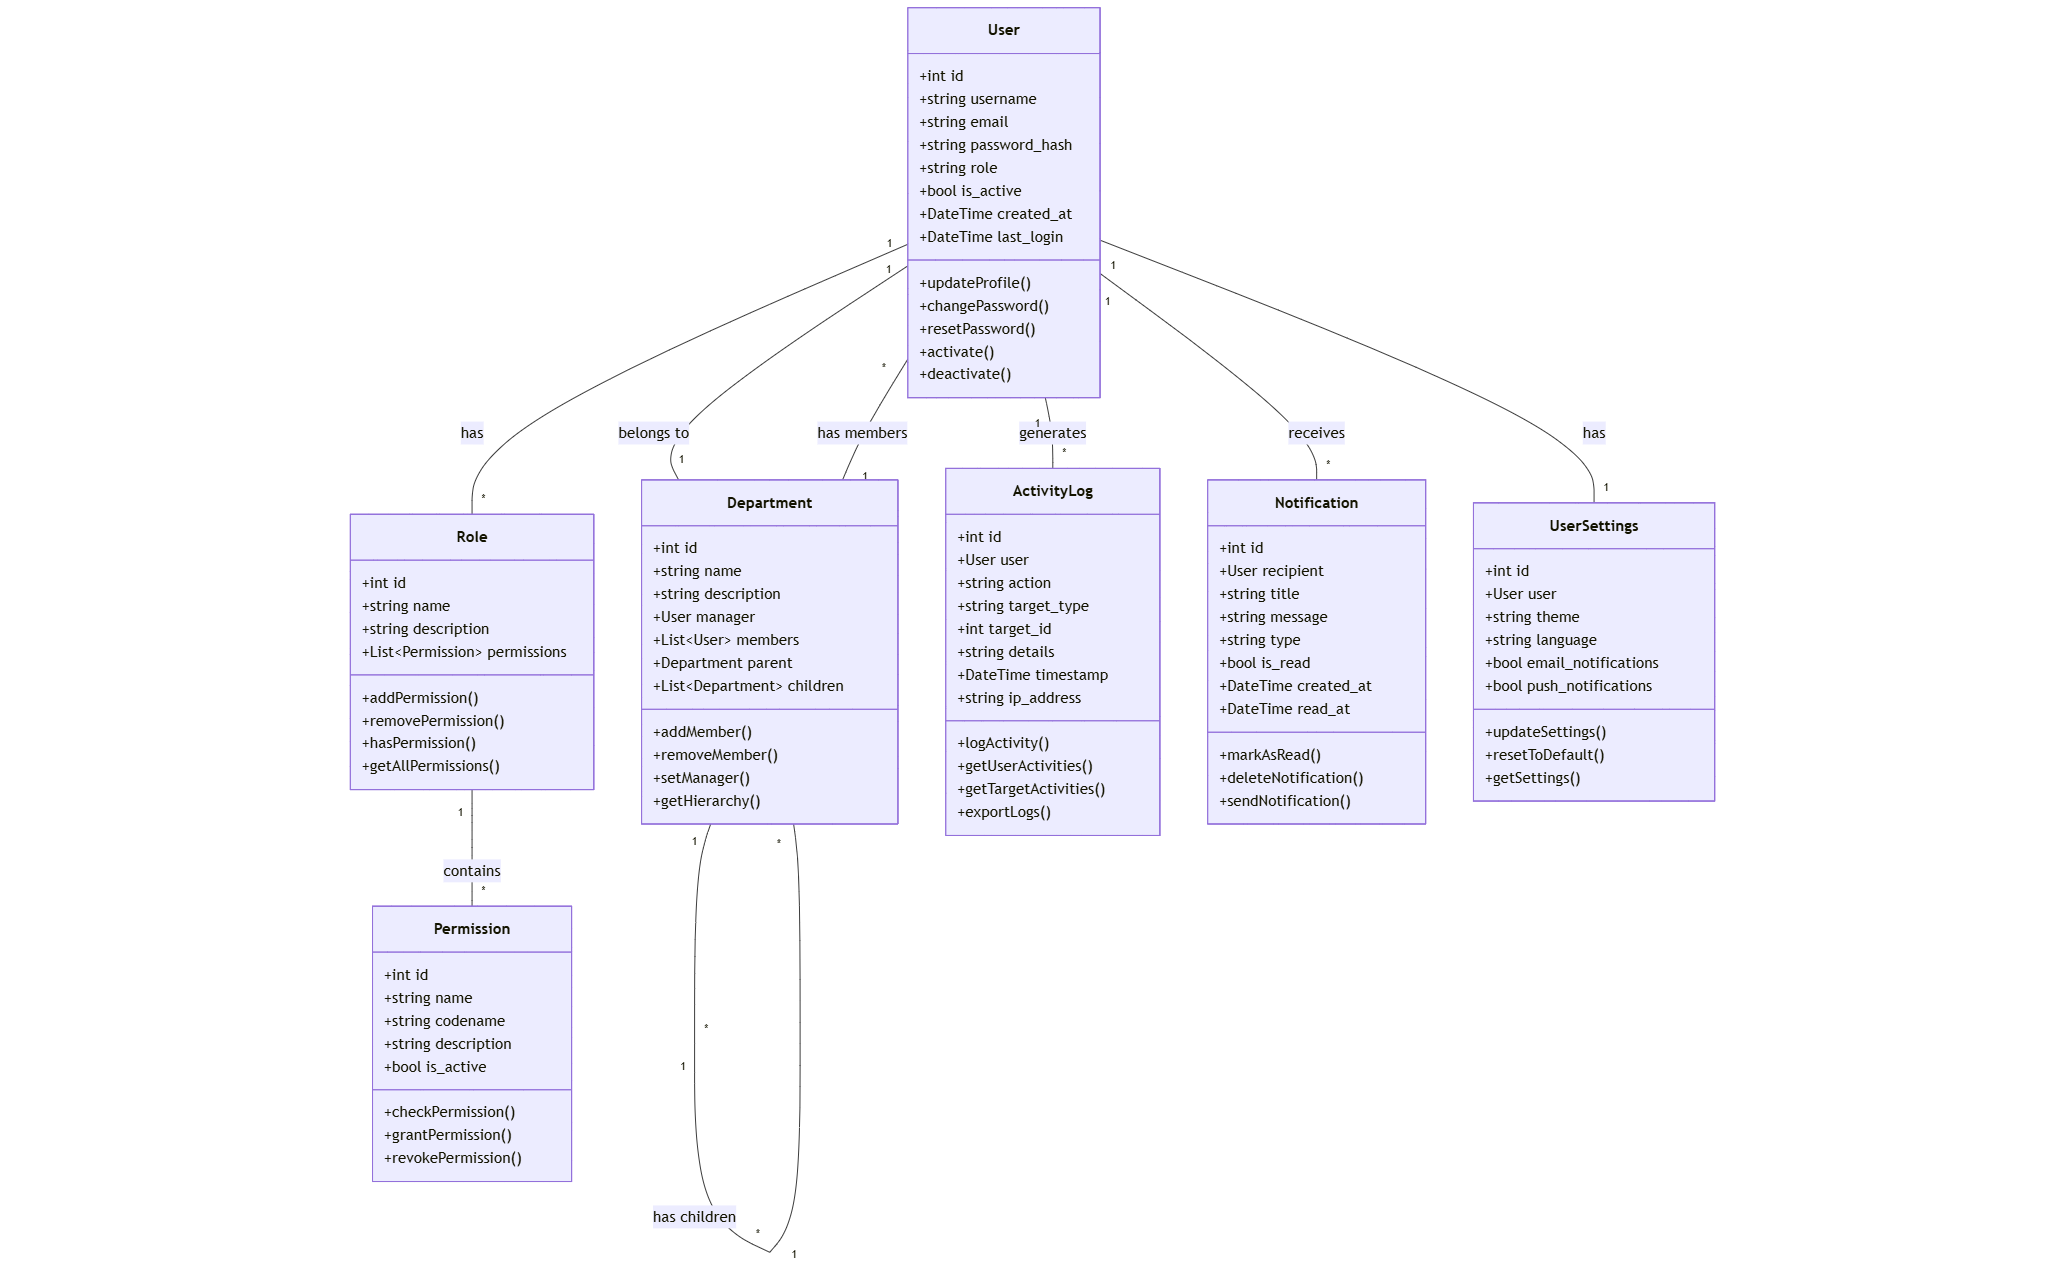 User
+int id
+string username
+string email
+string password_hash
+string role
+bool is_active
+DateTime created_at
+DateTime last_login
+updateProfile()
+changePassword()
+resetPassword()
+activate()
+deactivate()
1
1
*
1
1
1
has
belongs to
has members
generates
receives
has
*
1
1
*
*
1
Role
+int id
+string name
+string description
+List<Permission> permissions
+addPermission()
+removePermission()
+hasPermission()
+getAllPermissions()
Department
+int id
+string name
+string description
+User manager
+List<User> members
+Department parent
+List<Department> children
+addMember()
+removeMember()
+setManager()
+getHierarchy()
ActivityLog
+int id
+User user
+string action
+string target_type
+int target_id
+string details
+DateTime timestamp
+string ip_address
+logActivity()
+getUserActivities()
+getTargetActivities()
+exportLogs()
Notification
+int id
+User recipient
+string title
+string message
+string type
+bool is_read
+DateTime created_at
+DateTime read_at
+markAsRead()
+deleteNotification()
+sendNotification()
UserSettings
+int id
+User user
+string theme
+string language
+bool email_notifications
+bool push_notifications
+updateSettings()
+resetToDefault()
+getSettings()
1
contains
*
Permission
+int id
+string name
+string codename
+string description
+bool is_active
+checkPermission()
+grantPermission()
+revokePermission()
1
*
*
1
has children
*
1